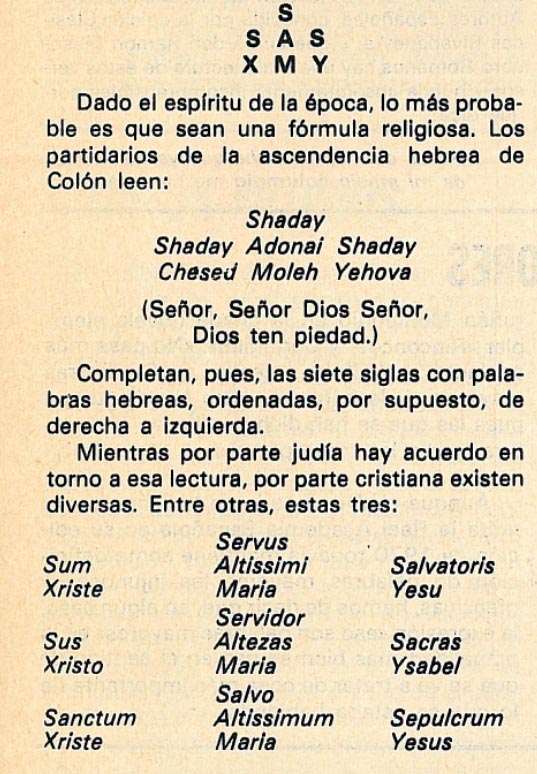 S
S A S
X M Y
Dado el espíritu de la época, lo más proba-
ble es que sean una fórmula religiosa. Los
partidarios de la ascendencia hebrea de
Colón leen:
Shaday
Shaday Adonai Shaday
Chesed Moleh Yehova
(Señor, Señor Dios Señor,
Dios ten piedad.)
Completan, pues, las siete siglas con pala-
bras hebreas, ordenadas, por supuesto, de
derecha a izquierda.
Mientras por parte judía hay acuerdo en
torno a esa lectura, por parte cristiana existen
diversas. Entre otras, estas tres:
Servus
Sum Altissimi Salvatoris
Xriste Maria Yesu
Servidor
Sus Altezas Sacras
Xristo Maria Ysabel
Salvo
Sanctum Altissimum Sepulcrum
Xriste Maria Yesus